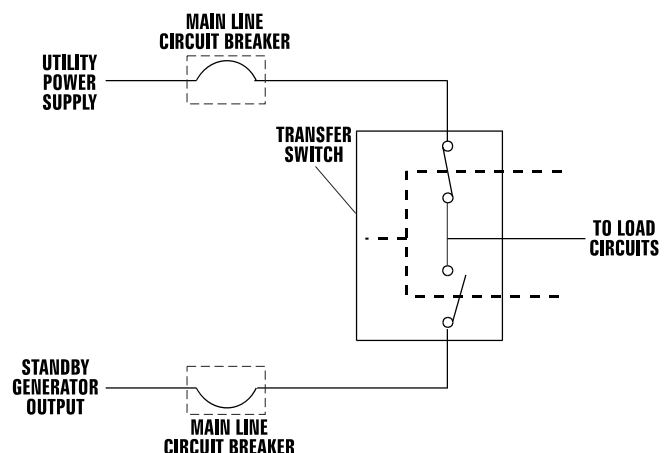 MAIN LINE
CIRCUIT BREAKER
UTILITY
POWER
SUPPLY
TRANSFER
SWITCH
TO LOAD
CIRCUITS
STANDBY
GENERATOR
OUTPUT
MAIN LINE
CIRCUIT BREAKER